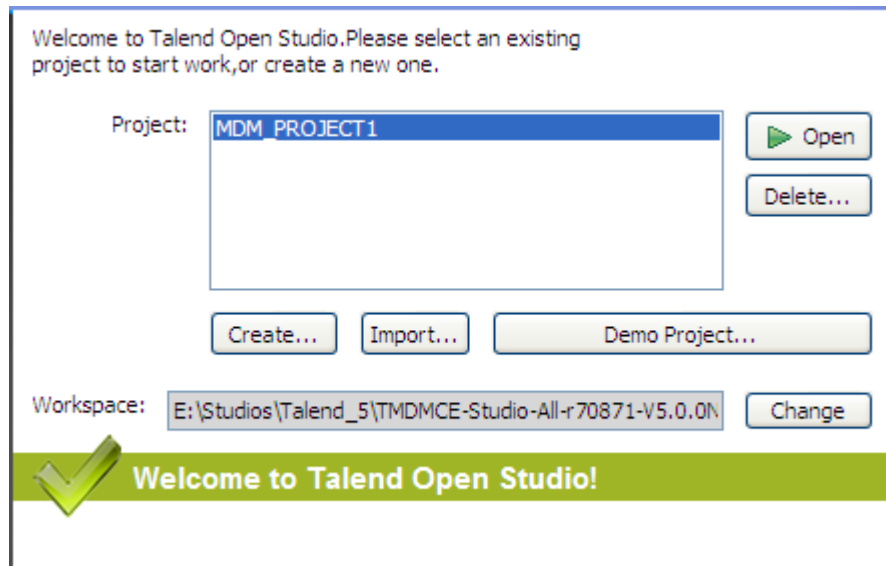 Welcome to Talend Open Studio.Please select an existing
project to start work,or create a new one.
Project:
MDM_PROJECT1
Open
Delete...
Create...
Import...
Demo Project...
Workspace:
E:\Studios\Talend_5\TMDMCE-Studio-All-r70871-V5.0.0N
Change
Welcome to Talend Open Studio!